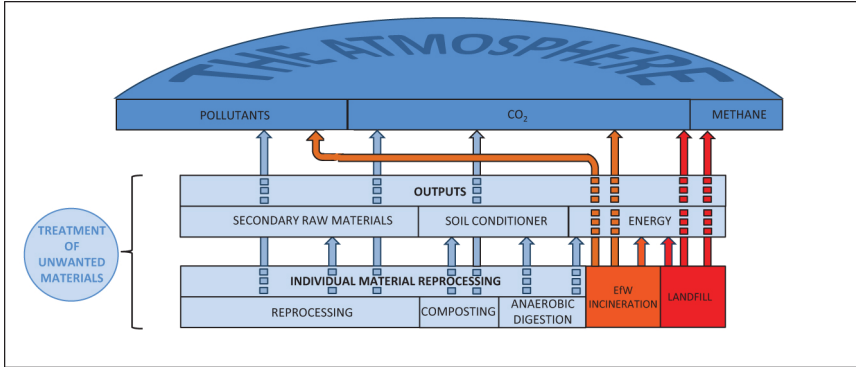 THE ATMOSPHERE
POLLUTANTS
CO₂
METHANE
OUTPUTS
SECONDARY RAW MATERIALS
SOIL CONDITIONER
ENERGY
TREATMENT
OF
UNWANTED
MATERIALS
INDIVIDUAL MATERIAL REPROCESSING
REPROCESSING
COMPOSTING
ANAEROBIC
DIGESTION
EfW
INCINERATION
LANDFILL